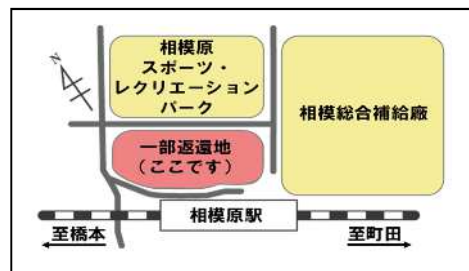 N
相模原
スポーツ・
レクリエーション
パーク
相模総合補給廠
一部返還地
（ここです）
相模原駅
至橋本
至町田